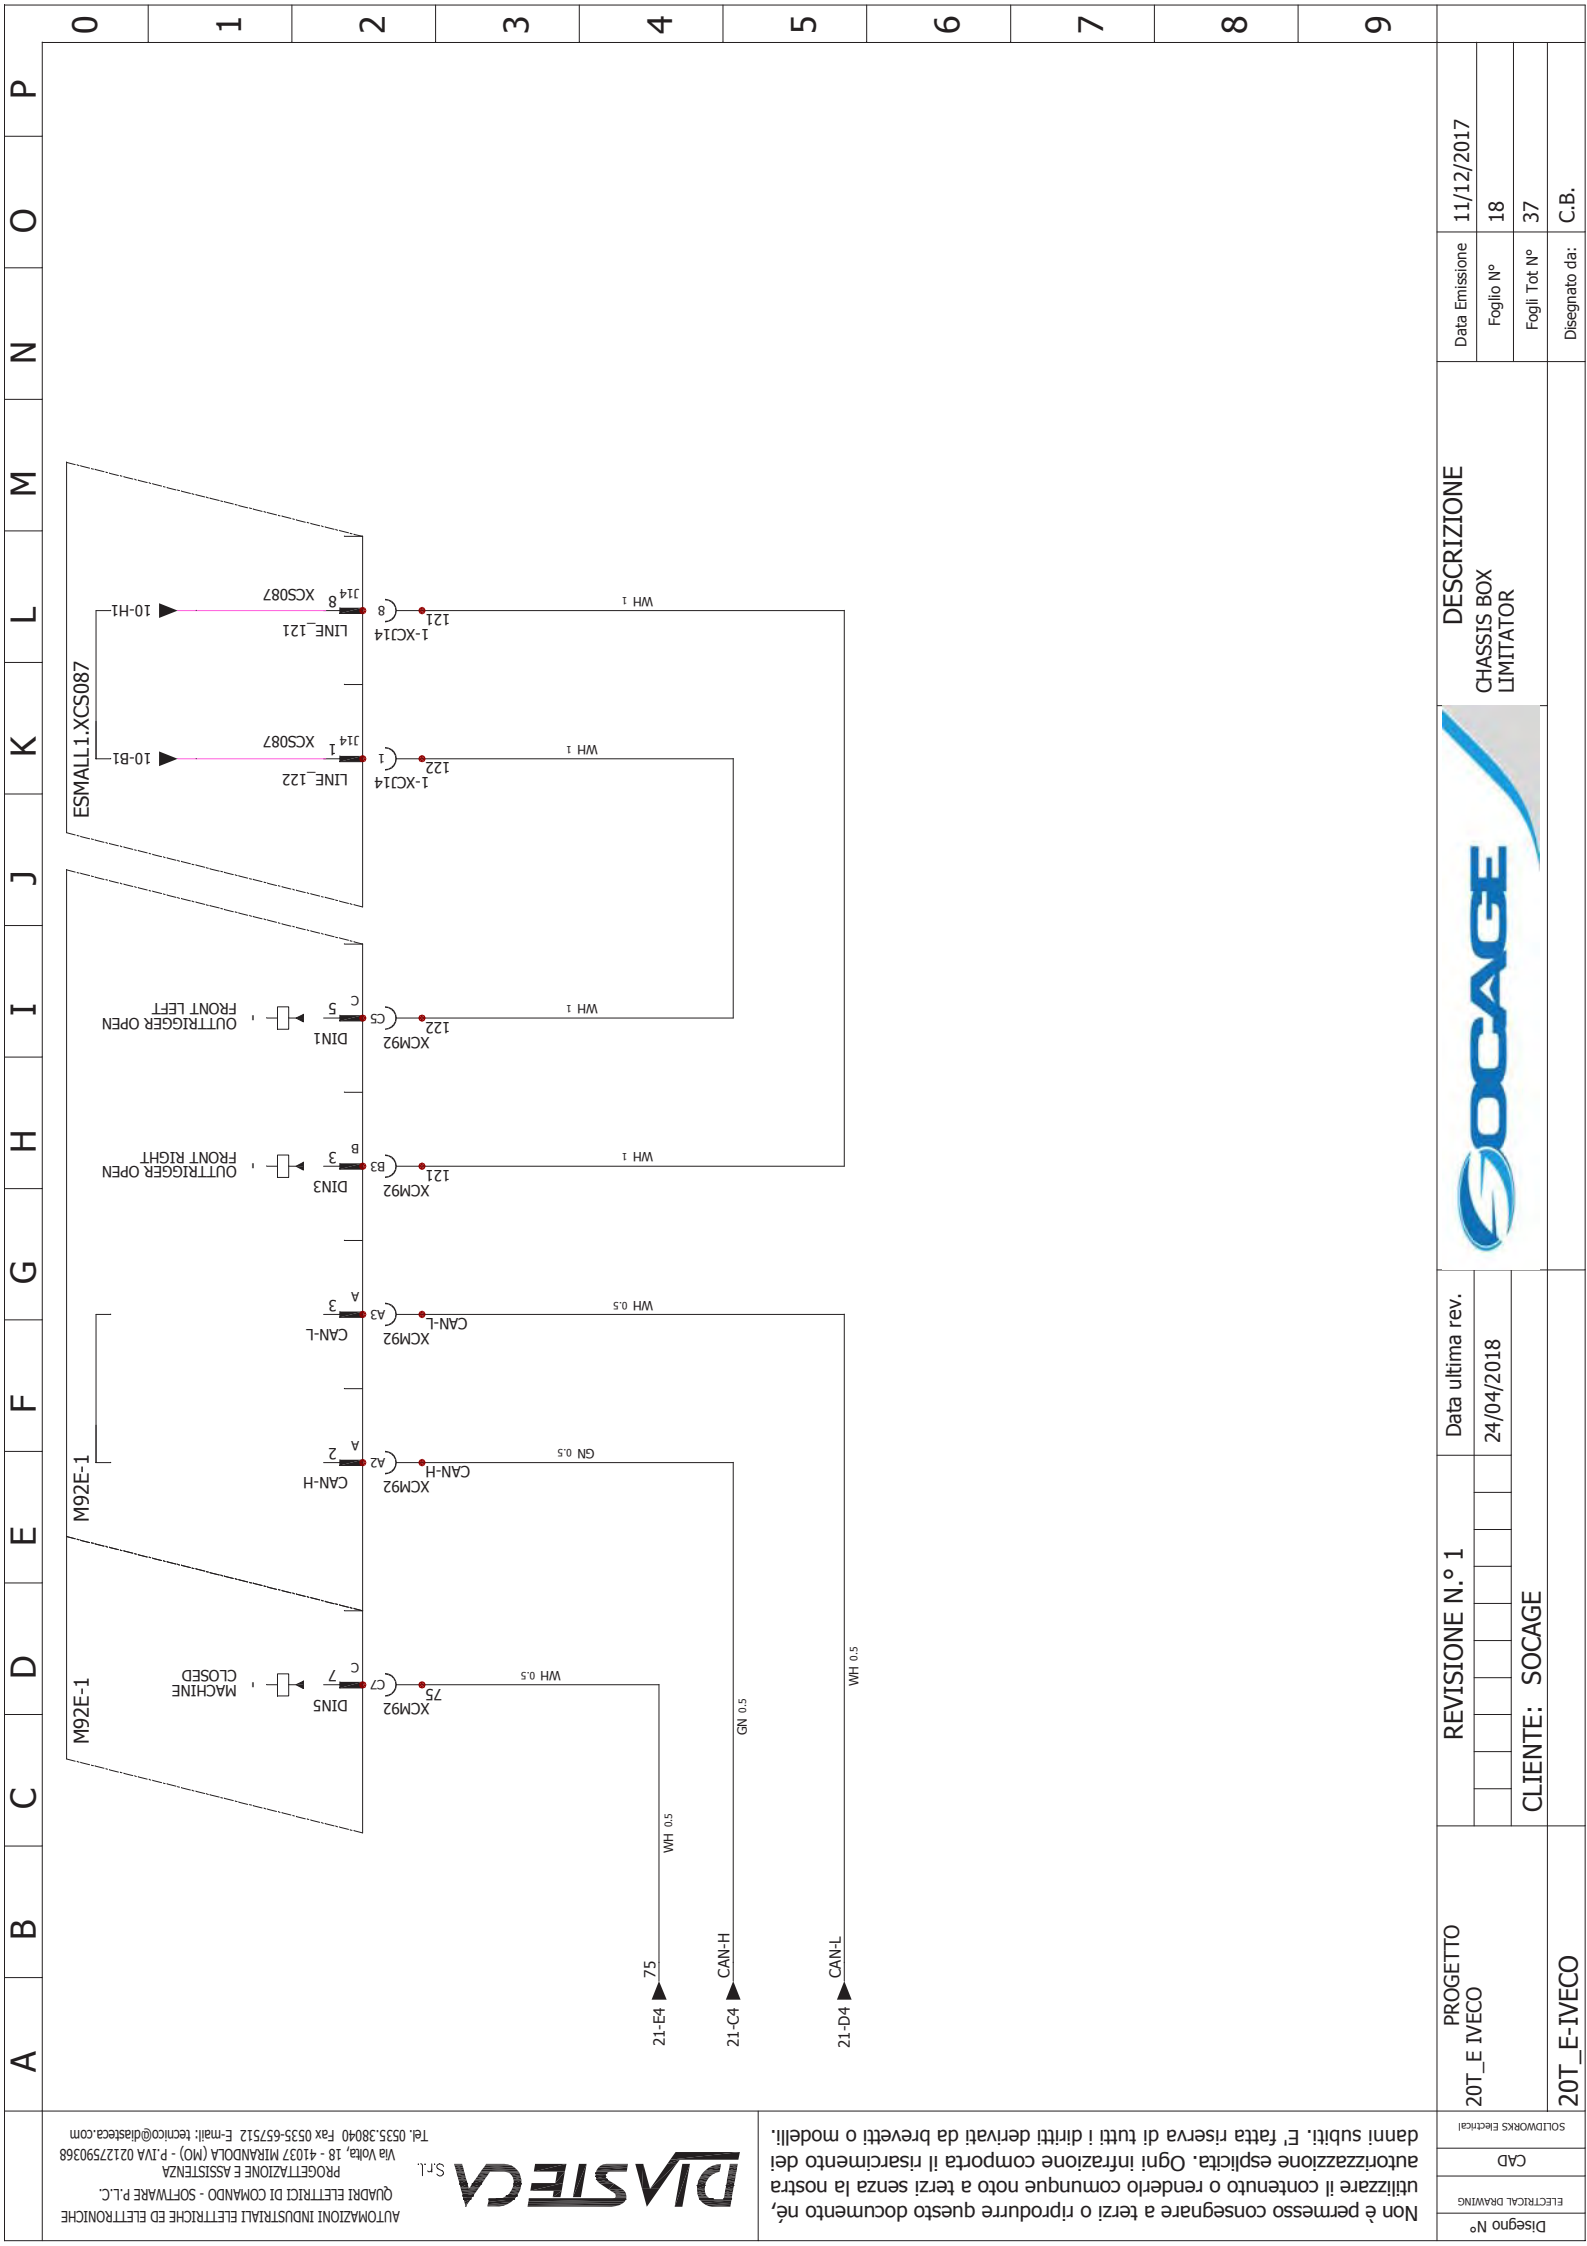 A B C D E F G H I J K L M N O P
0
1
2
3
4
5
6
7
8
9
M92E-1
M92E-1
ESMALL1.XCS087
MACHINE
CLOSED
OUTTRIGGER OPEN
FRONT RIGHT
OUTTRIGGER OPEN
FRONT LEFT
10-B1
10-H1
DIN5
7
C
CAN-H
2
A
CAN-L
3
A
DIN3
3
B
DIN1
5
C
LINE_122
XCS087
1
J14
LINE_121
XCS087
8
J14
XCM92
C7
75
XCM92
A2
CAN-H
XCM92
A3
CAN-L
XCM92
B3
121
XCM92
C5
122
1-XCJ14
1
122
1-XCJ14
8
121
WH 0.5
GN 0.5
WH 0.5
WH 1
WH 1
WH 1
WH 1
21-E4
75
WH 0.5
21-C4
CAN-H
GN 0.5
21-D4
CAN-L
WH 0.5
AUTOMAZIONI INDUSTRIALI ELETTRICHE ED ELETTRONICHE
QUADRI ELETTRICI DI COMANDO - SOFTWARE P.L.C.
PROGETTAZIONE E ASSISTENZA
Via Volta, 18 - 41037 MIRANDOLA (MO) - P.IVA 02127590368
Tel. 0535.38040 Fax 0535-657512 E-mail: tecnico@diasteca.com
DIASTECA S.r.l.
Non è permesso consegnare a terzi o riprodurre questo documento né,
utilizzare il contenuto o renderlo comunque noto a terzi senza la nostra
autorizzazzione esplicita. Ogni infrazione comporta il risarcimento dei
danni subiti. E' fatta riserva di tutti i diritti derivati da brevetti o modelli.
Disegno N°
ELECTRICAL DRAWING
CAD
SOLIDWORKS Electrical
PROGETTO
20T_E IVECO
20T_E-IVECO
REVISIONE N.° 1
Data ultima rev.
24/04/2018
CLIENTE: SOCAGE
SOCAGE
DESCRIZIONE
CHASSIS BOX
LIMITATOR
Data Emissione 11/12/2017
Foglio N° 18
Fogli Tot N° 37
Disegnato da: C.B.